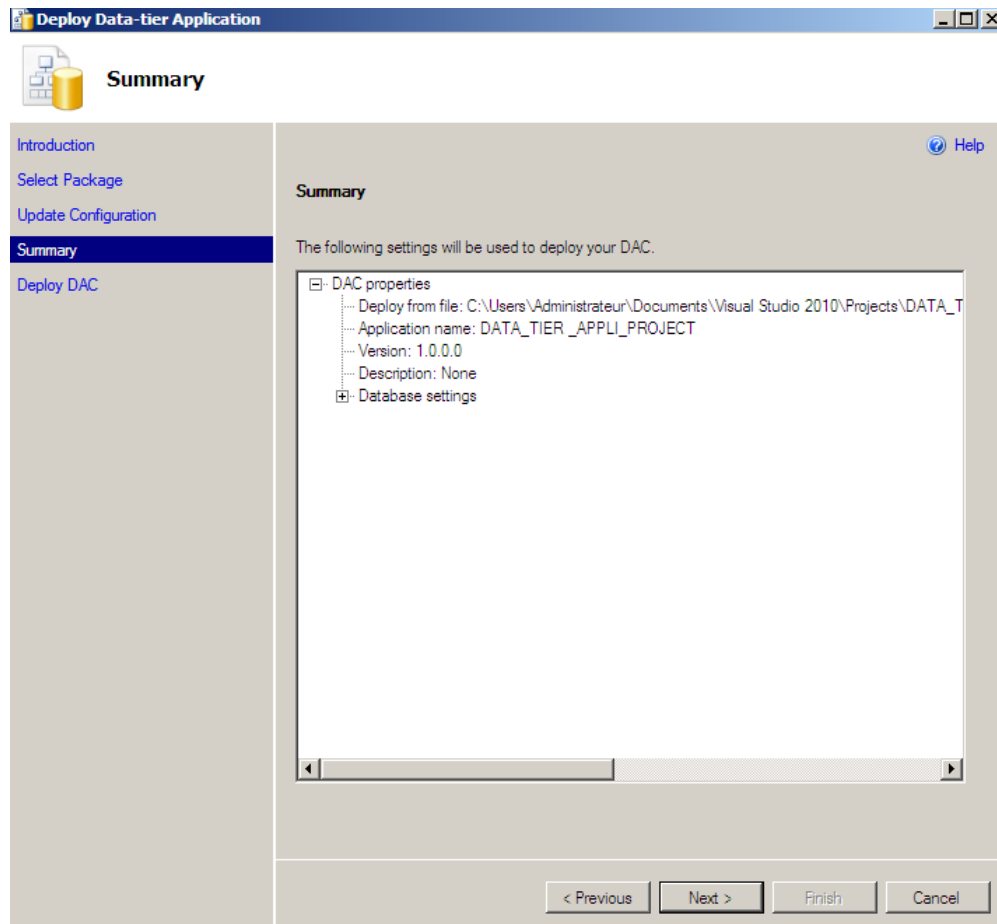 Deploy Data-tier Application
Summary
Introduction
Select Package
Update Configuration
Summary
Deploy DAC
Help
Summary
The following settings will be used to deploy your DAC.
DAC properties
Deploy from file: C:\Users\Administrateur\Documents\Visual Studio 2010\Projects\DATA_T
Application name: DATA_TIER _APPLI_PROJECT
Version: 1.0.0.0
Description: None
Database settings
< Previous
Next >
Finish
Cancel